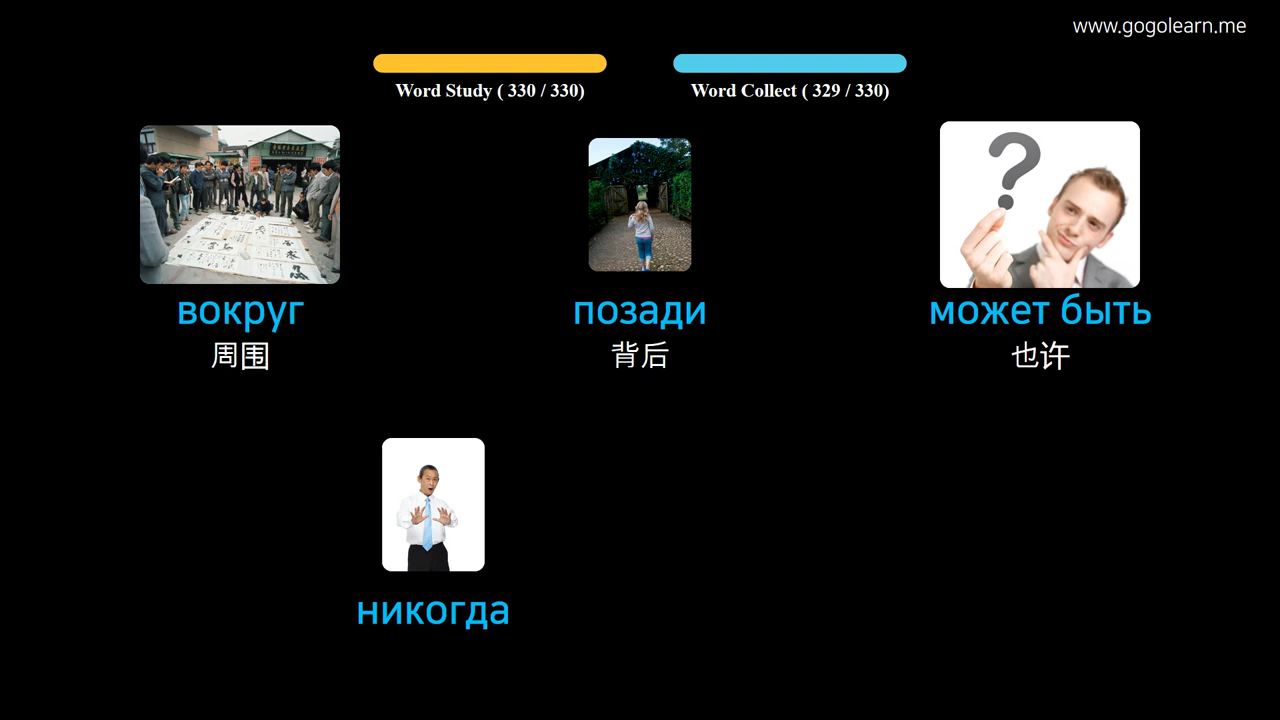 www.gogolearn.me
Word Study ( 330 / 330)
Word Collect ( 329 / 330)
вокруг
周围
позади
背后
может быть
也许
никогда